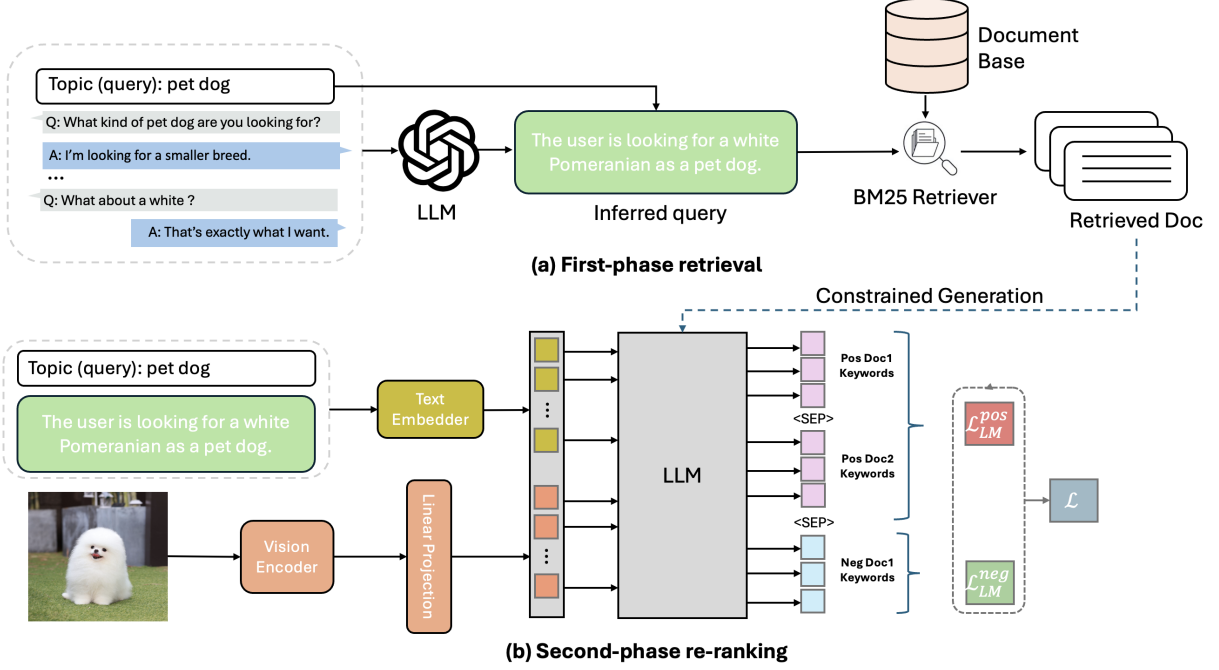 Topic (query): pet dog
Q: What kind of pet dog are you looking for?
A: I'm looking for a smaller breed.
...
Q: What about a white ?
A: That's exactly what I want.
LLM
The user is looking for a white
Pomeranian as a pet dog.
Inferred query
Document
Base
BM25 Retriever
Retrieved Doc
(a) First-phase retrieval
Constrained Generation
Topic (query): pet dog
The user is looking for a white
Pomeranian as a pet dog.
Text
Embedder
Vision
Encoder
Linear Projection
LLM
Pos Doc1
Keywords
<SEP>
Pos Doc2
Keywords
<SEP>
Neg Doc1
Keywords
ℒ_{LM}^{pos}
ℒ
ℒ_{LM}^{neg}
(b) Second-phase re-ranking